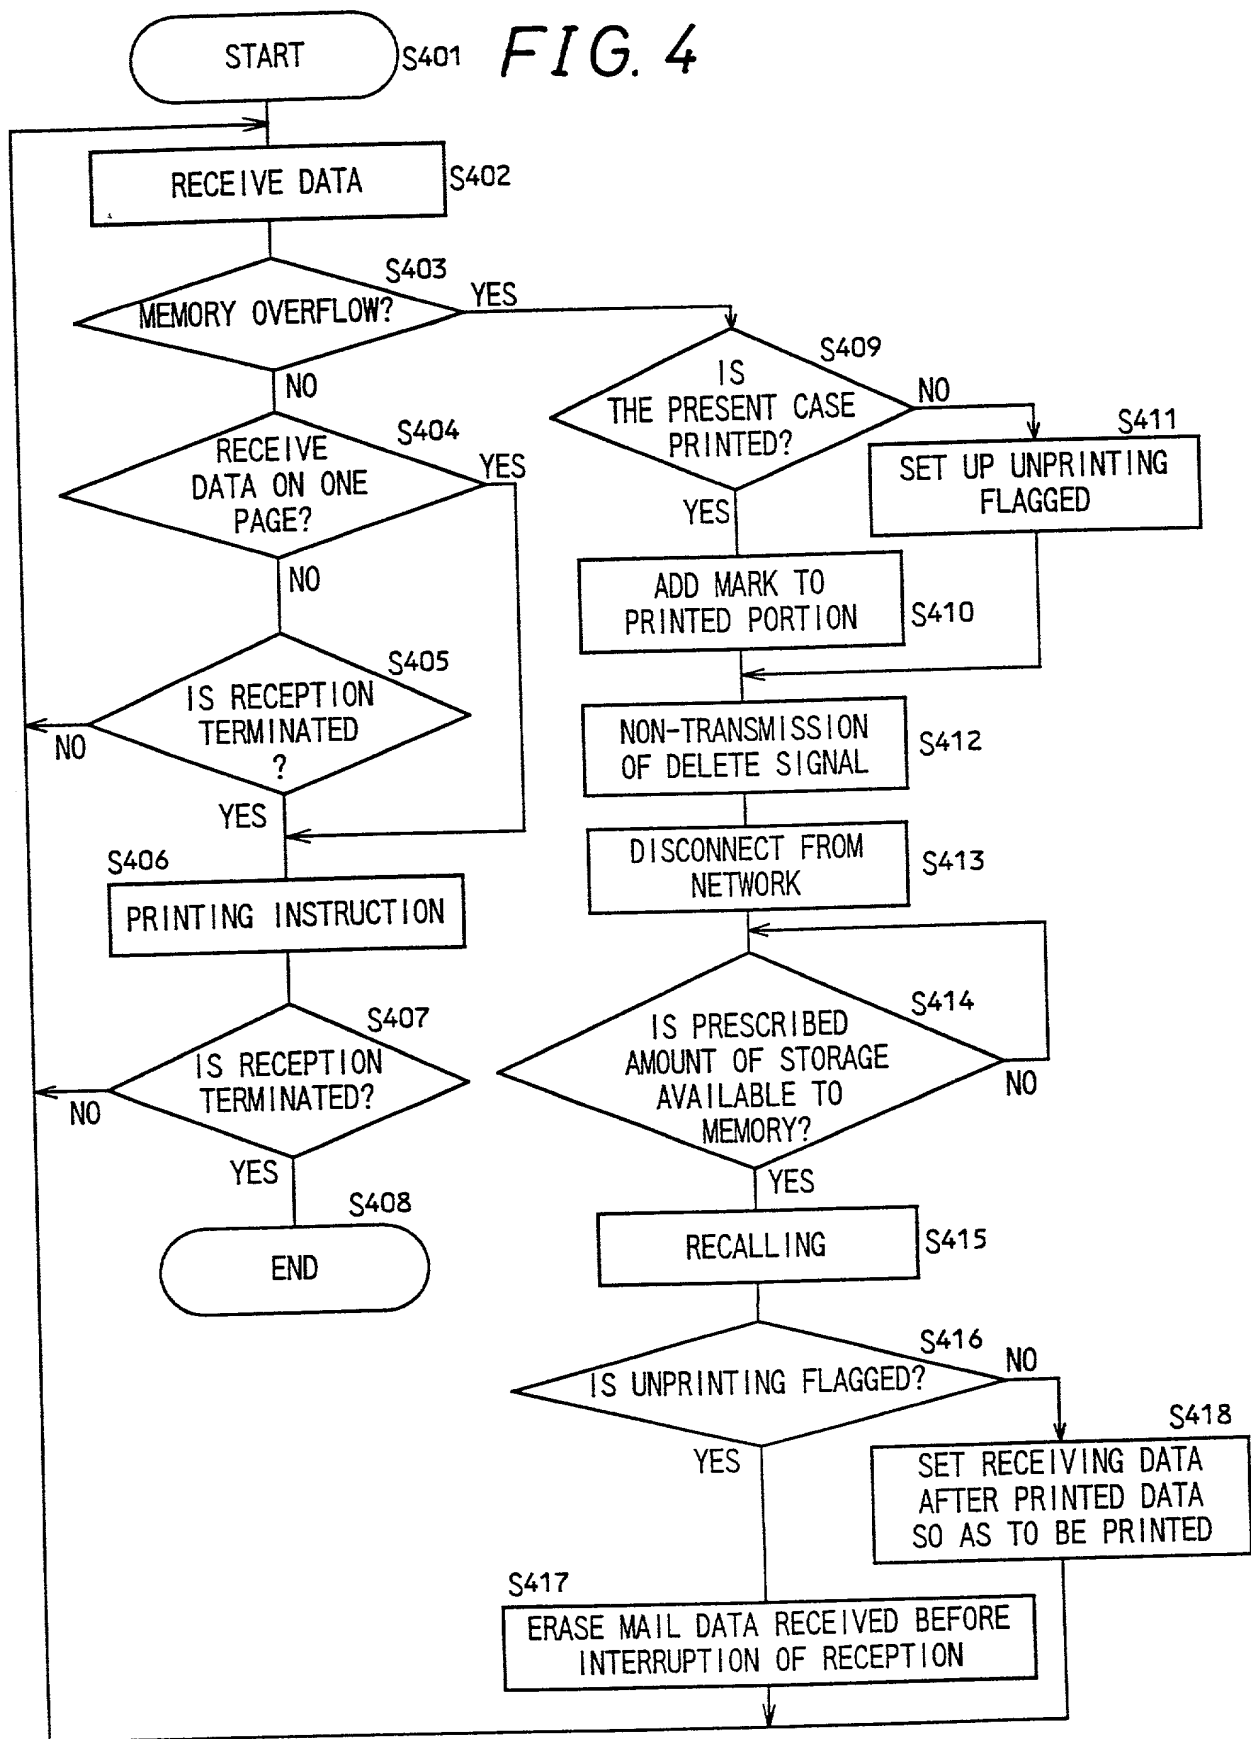 FIG. 4
START
S401
RECEIVE DATA
S402
S403
MEMORY OVERFLOW?
YES
NO
S404
RECEIVE
DATA ON ONE
PAGE?
YES
NO
S405
IS RECEPTION
TERMINATED
?
NO
YES
S406
PRINTING INSTRUCTION
S407
IS RECEPTION
TERMINATED?
NO
YES
S408
END
S409
IS
THE PRESENT CASE
PRINTED?
NO
YES
S411
SET UP UNPRINTING
FLAGGED
ADD MARK TO
PRINTED PORTION
S410
NON-TRANSMISSION
OF DELETE SIGNAL
S412
DISCONNECT FROM
NETWORK
S413
S414
IS PRESCRIBED
AMOUNT OF STORAGE
AVAILABLE TO
MEMORY?
NO
YES
RECALLING
S415
S416
IS UNPRINTING FLAGGED?
NO
YES
S418
SET RECEIVING DATA
AFTER PRINTED DATA
SO AS TO BE PRINTED
S417
ERASE MAIL DATA RECEIVED BEFORE
INTERRUPTION OF RECEPTION